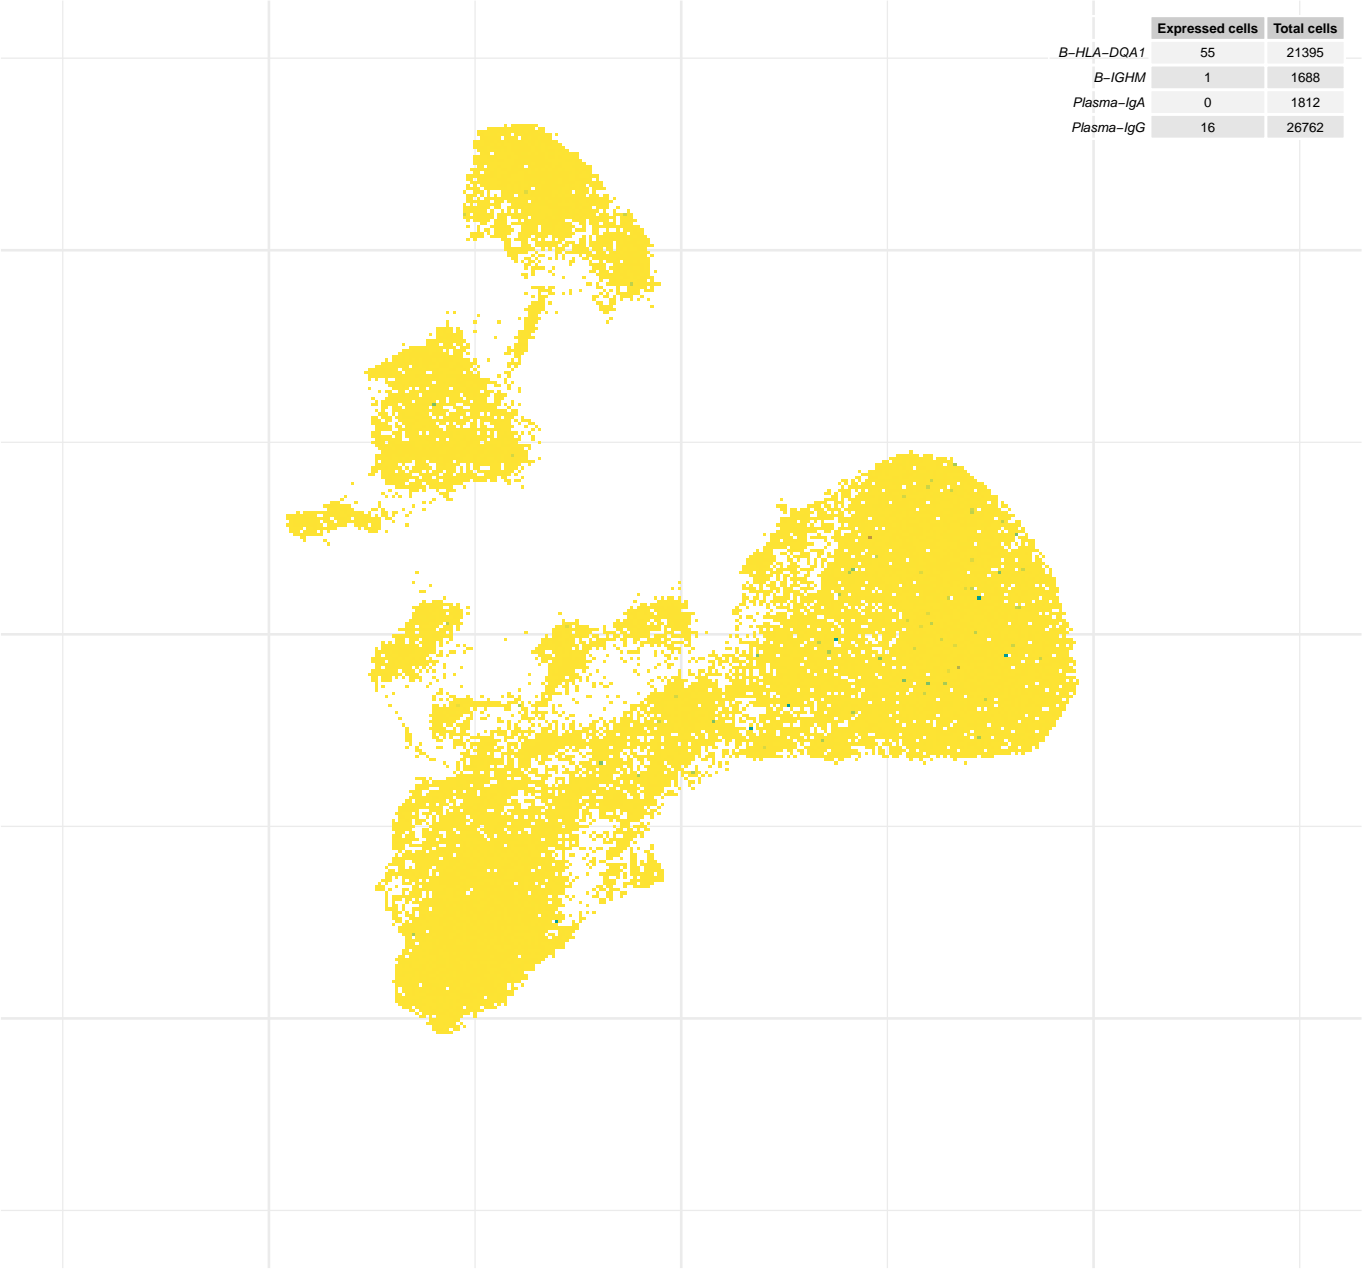 Expressed cells Total cells
B−HLA−DQA1 55 21395
B−IGHM 1 1688
Plasma−IgA 0 1812
Plasma−IgG 16 26762